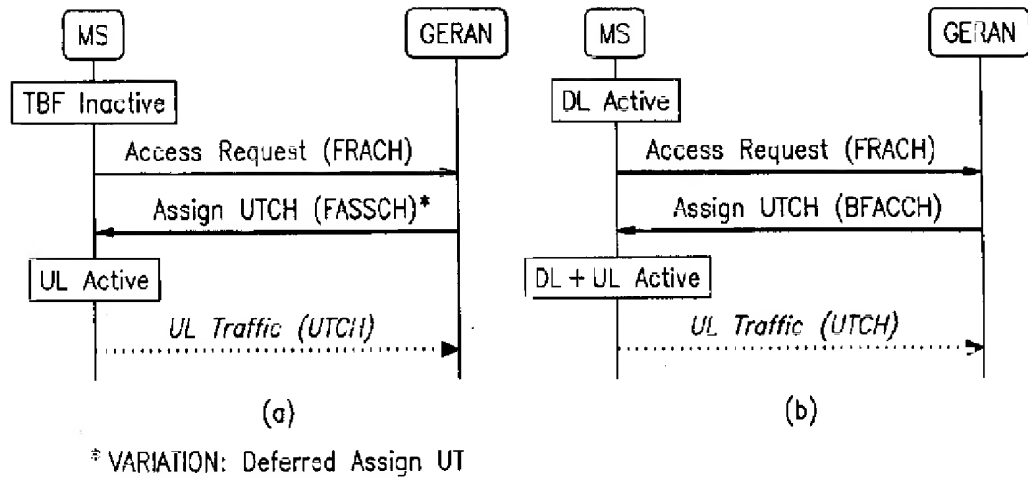 MS
GERAN
TBF Inactive
Access Request (FRACH)
Assign UTCH (FASSCH)*
UL Active
UL Traffic (UTCH)
(a)
MS
GERAN
DL Active
Access Request (FRACH)
Assign UTCH (BFACCH)
DL + UL Active
UL Traffic (UTCH)
(b)
* VARIATION: Deferred Assign UT